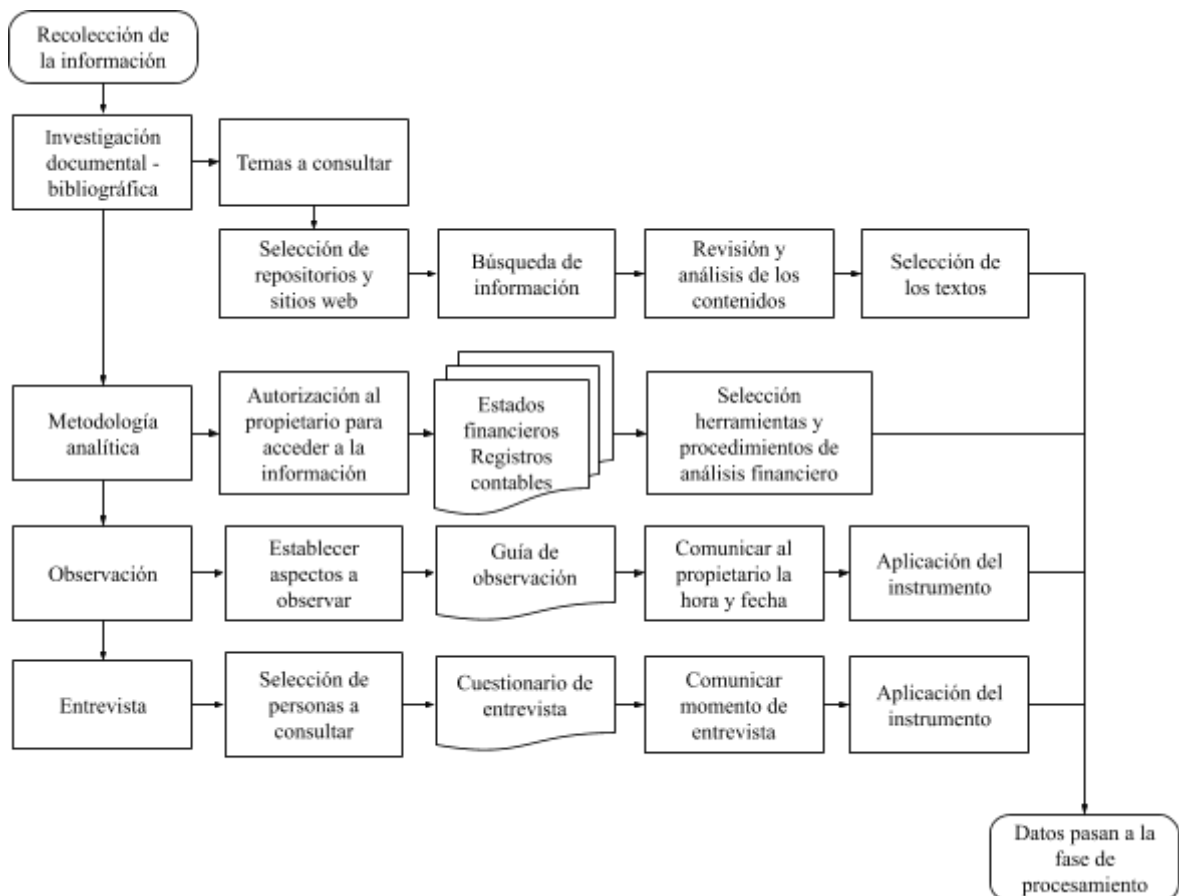 Recolección de
la información
Investigación
documental -
bibliográfica
Temas a consultar
Selección de
repositorios y
sitios web
Búsqueda de
información
Revisión y
análisis de los
contenidos
Selección de
los textos
Metodología
analítica
Autorización al
propietario para
acceder a la
información
Estados
financieros
Registros
contables
Selección
herramientas y
procedimientos de
análisis financiero
Observación
Establecer
aspectos a
observar
Guía de
observación
Comunicar al
propietario la
hora y fecha
Aplicación del
instrumento
Entrevista
Selección de
personas a
consultar
Cuestionario de
entrevista
Comunicar
momento de
entrevista
Aplicación del
instrumento
Datos pasan a la
fase de
procesamiento